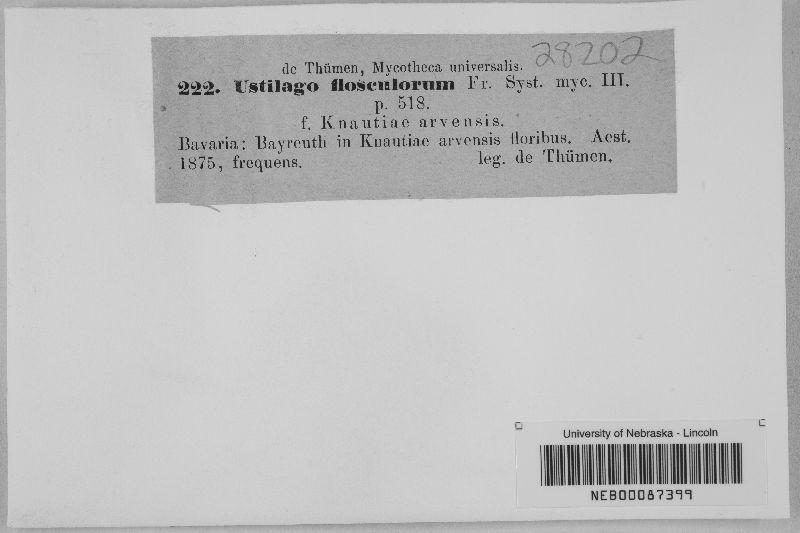 de Thümen, Mycotheca universalis. 28202
222. Ustilago flosculorum Fr. Syst. myc. III.
p. 518.
f. Knautiae arvensis.
Bavaria: Bayreuth in Knautiae arvensis floribus. Aest.
1875, frequens. leg. de Thümen.
University of Nebraska - Lincoln
NEB00067399